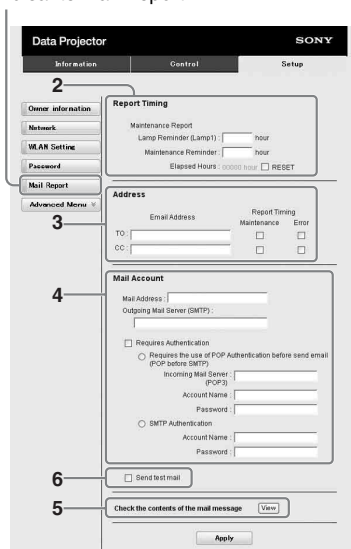 Data Projector
SONY
Information
Control
Setup
2
Report Timing
Owner information
Maintenance Report
Network
Lamp Reminder (Lamp1) :
hour
WLAN Setting
Maintenance Reminder :
hour
Password
Elapsed Hours : 00000 hour
RESET
Mail Report
Advanced Menu
Address
3
Email Address
Report Timing
Maintenance
Error
TO :
CC :
4
Mail Account
Mail Address :
Outgoing Mail Server (SMTP) :
Requires Authentication
Requires the use of POP Authentication before send email
(POP before SMTP)
Incoming Mail Server :
(POP3)
Account Name :
Password :
SMTP Authentication
Account Name :
Password :
6
Send test mail
5
Check the contents of the mail message
View
Apply